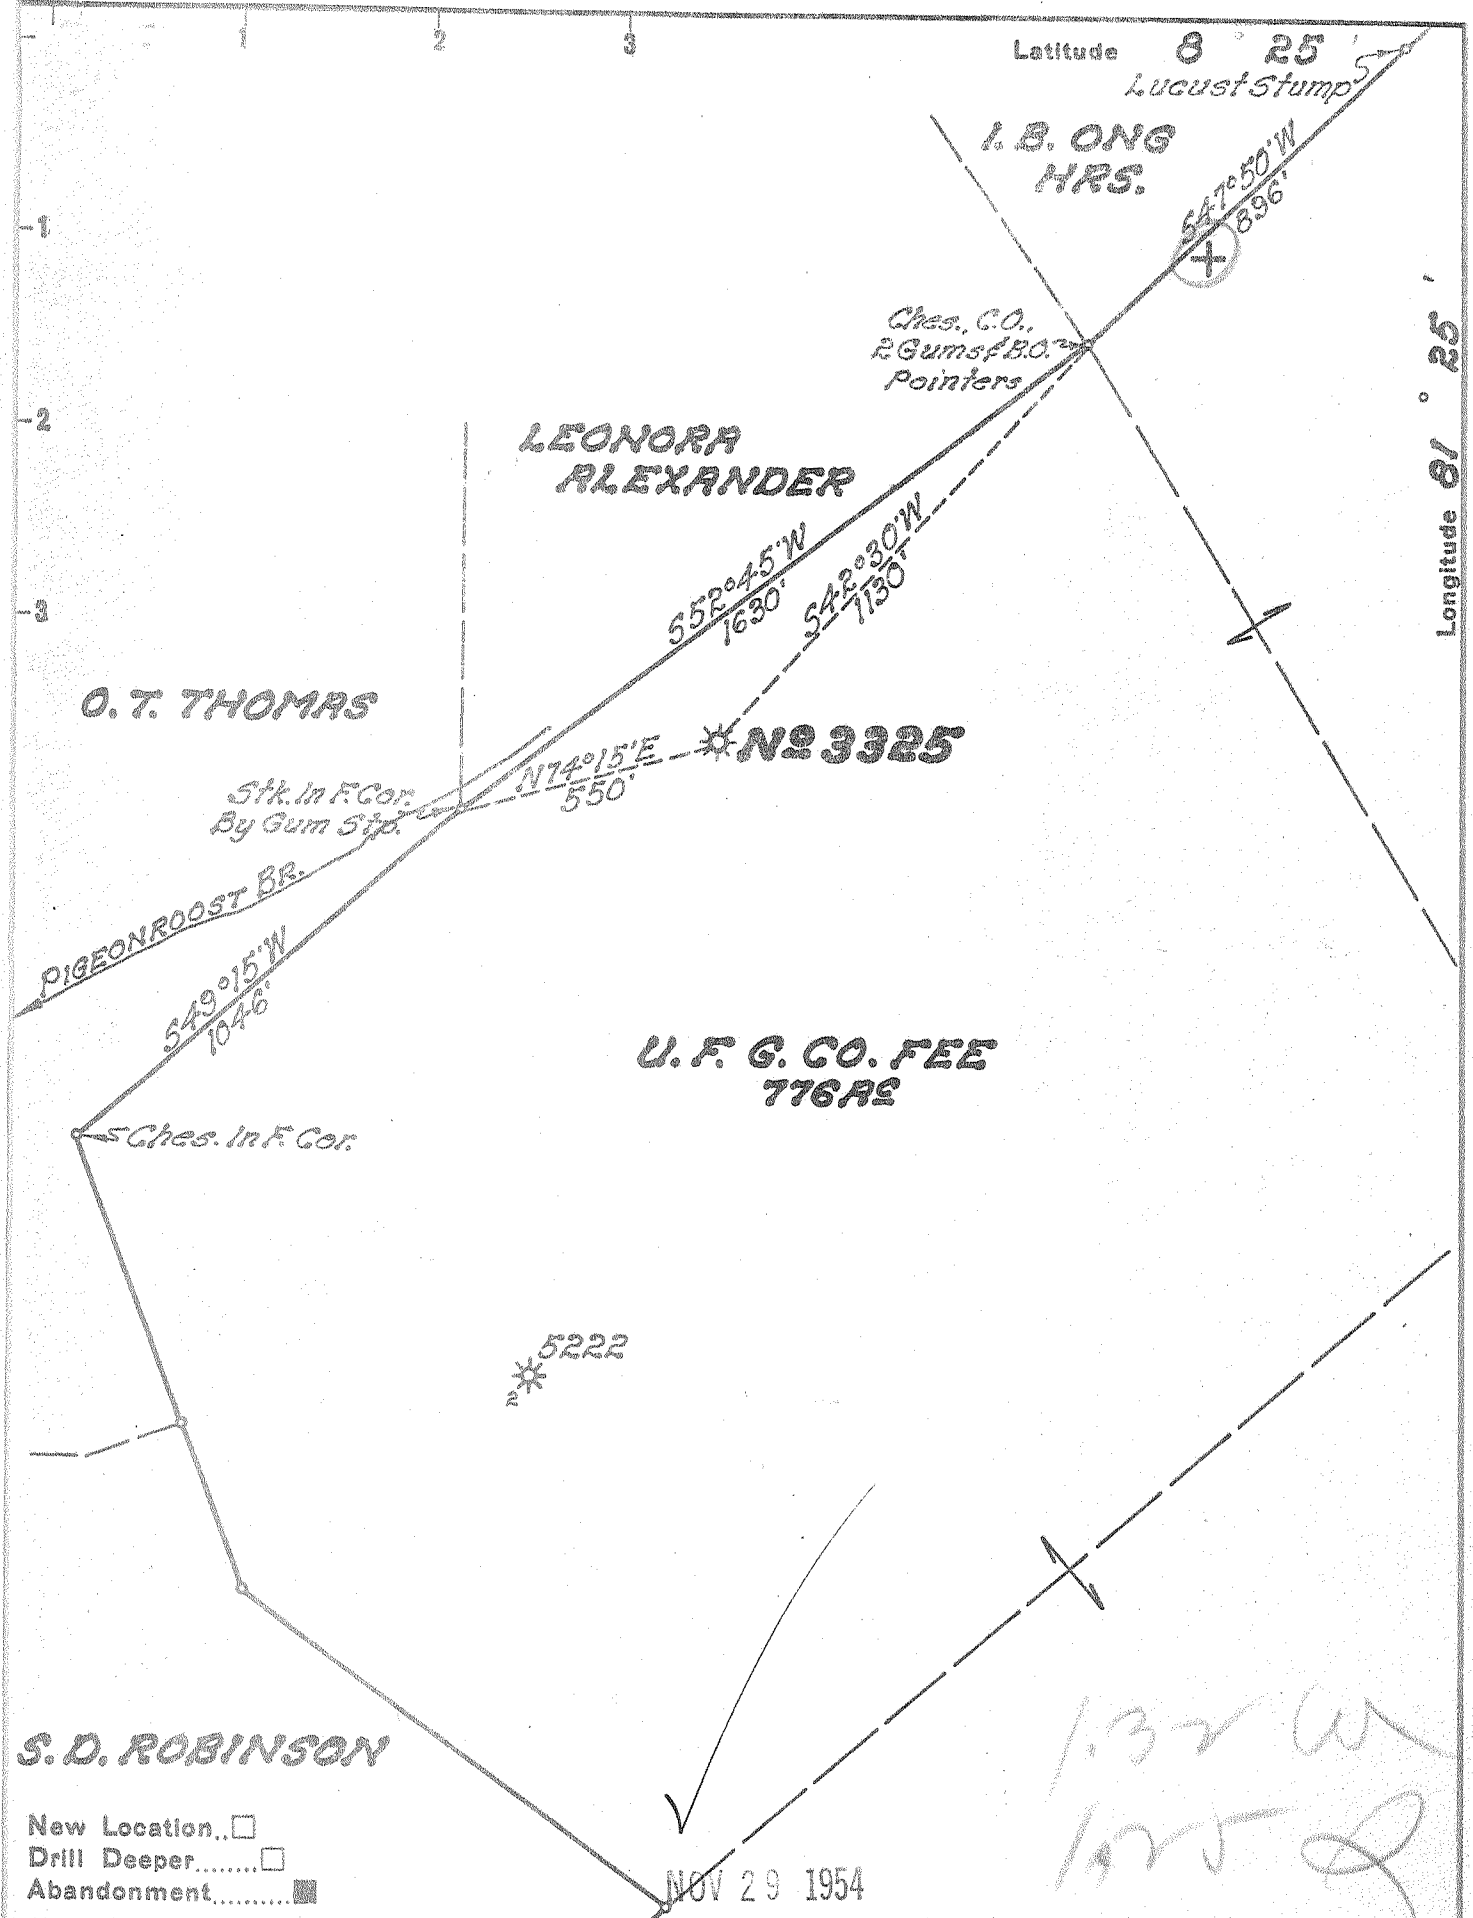 1 2 3
Latitude 8 ° 25 '
Lucust Stump
I. B. ONG
HRS.
S47°50'W
896'
+
-1
Ches., C.O.,
2 Gums & B.O.
Pointers
Longitude 81 ° 25 '
-2
LEONORA
ALEXANDER
S52°45'W
1630'
S42°30'W
1130'
-3
O. T. THOMAS
No 3325
N74°15'E
550'
Stk. In F. Cor.
By Gum Stp.
PIGEONROOST BR.
S49°15'W
1046'
U. F. G. CO. FEE
776 Ac
Ches. In F. Cor.
5222
2
S. D. ROBINSON
New Location..
Drill Deeper........
Abandonment..........
NOV 29 1954
1.32 W